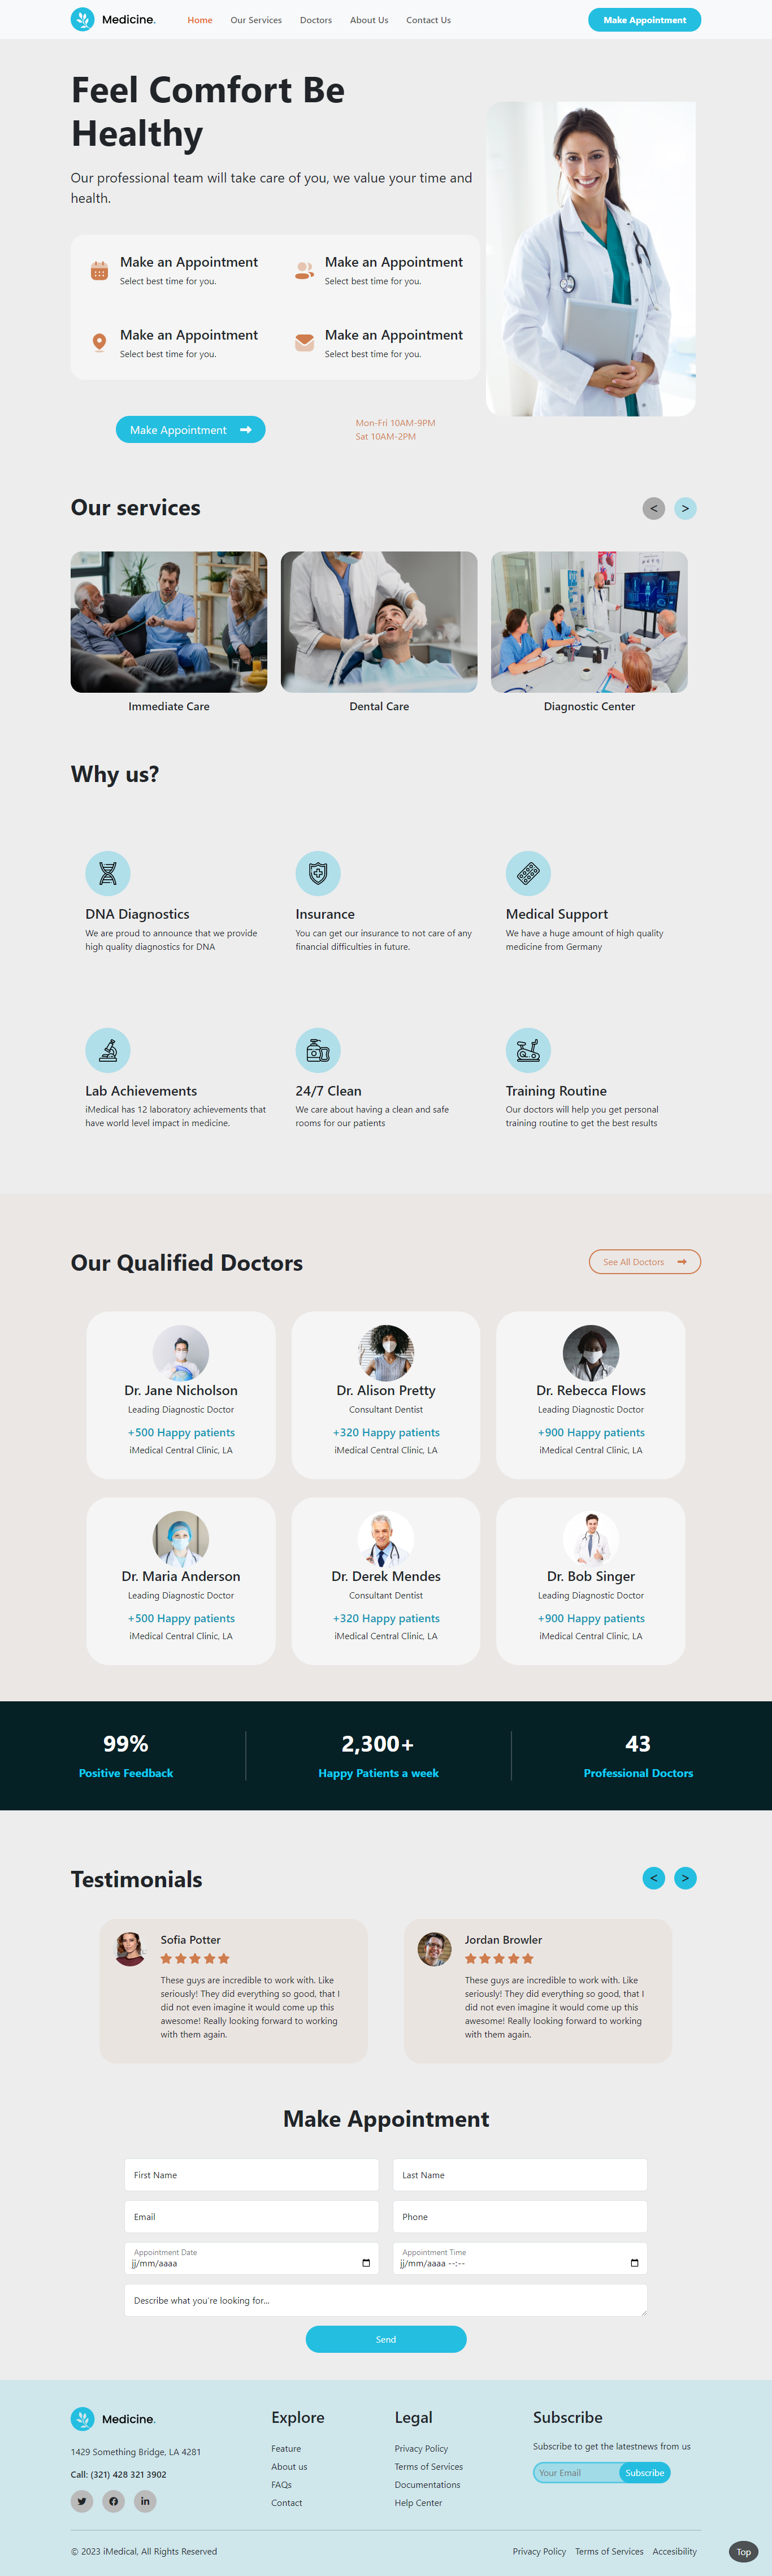 Medicine.
Home
Our Services
Doctors
About Us
Contact Us
Make Appointment
Feel Comfort Be
Healthy
Our professional team will take care of you, we value your time and
health.
Make an Appointment
Select best time for you.
Make an Appointment
Select best time for you.
Make an Appointment
Select best time for you.
Make an Appointment
Select best time for you.
Make Appointment
Mon-Fri 10AM-9PM
Sat 10AM-2PM
Our services
<
>
Immediate Care
Dental Care
Diagnostic Center
Why us?
DNA Diagnostics
We are proud to announce that we provide
high quality diagnostics for DNA
Insurance
You can get our insurance to not care of any
financial difficulties in future.
Medical Support
We have a huge amount of high quality
medicine from Germany
Lab Achievements
iMedical has 12 laboratory achievements that
have world level impact in medicine.
24/7 Clean
We care about having a clean and safe
rooms for our patients
Training Routine
Our doctors will help you get personal
training routine to get the best results
Our Qualified Doctors
See All Doctors
Dr. Jane Nicholson
Leading Diagnostic Doctor
+500 Happy patients
iMedical Central Clinic, LA
Dr. Alison Pretty
Consultant Dentist
+320 Happy patients
iMedical Central Clinic, LA
Dr. Rebecca Flows
Leading Diagnostic Doctor
+900 Happy patients
iMedical Central Clinic, LA
Dr. Maria Anderson
Leading Diagnostic Doctor
+500 Happy patients
iMedical Central Clinic, LA
Dr. Derek Mendes
Consultant Dentist
+320 Happy patients
iMedical Central Clinic, LA
Dr. Bob Singer
Leading Diagnostic Doctor
+900 Happy patients
iMedical Central Clinic, LA
99%
Positive Feedback
2,300+
Happy Patients a week
43
Professional Doctors
Testimonials
<
>
Sofia Potter
These guys are incredible to work with. Like
seriously! They did everything so good, that I
did not even imagine it would come up this
awesome! Really looking forward to working
with them again.
Jordan Browler
These guys are incredible to work with. Like
seriously! They did everything so good, that I
did not even imagine it would come up this
awesome! Really looking forward to working
with them again.
Make Appointment
First Name
Last Name
Email
Phone
Appointment Date
jj/mm/aaaa
Appointment Time
jj/mm/aaaa --:--
Describe what you're looking for...
Send
Medicine.
1429 Something Bridge, LA 4281
Call: (321) 428 321 3902
in
Explore
Feature
About us
FAQs
Contact
Legal
Privacy Policy
Terms of Services
Documentations
Help Center
Subscribe
Subscribe to get the latestnews from us
Your Email
Subscribe
© 2023 iMedical, All Rights Reserved
Privacy Policy
Terms of Services
Accesibility
Top